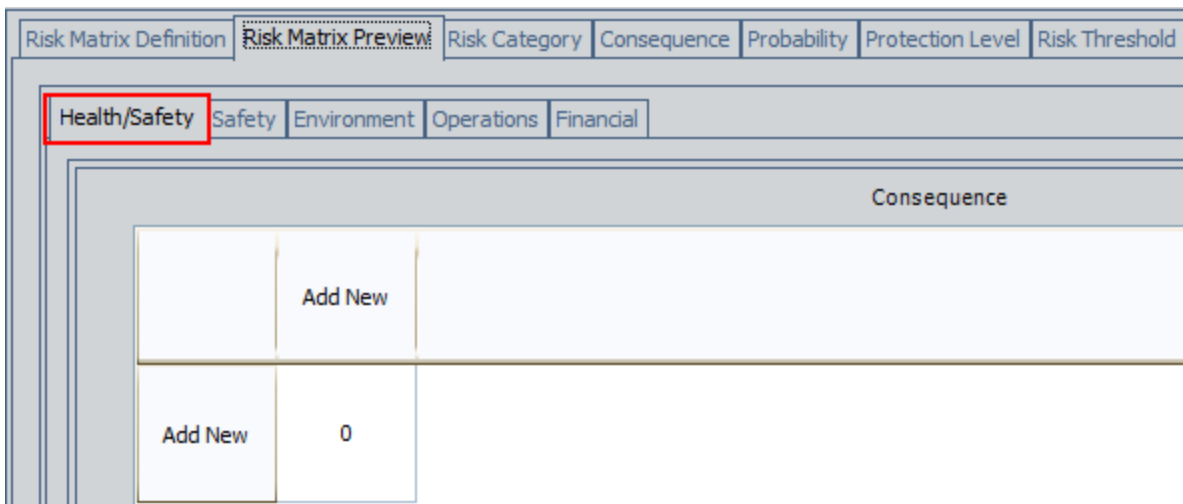 Risk Matrix Definition Risk Matrix Preview Risk Category Consequence Probability Protection Level Risk Threshold
Health/Safety Safety Environment Operations Financial
Consequence
Add New
Add New 0